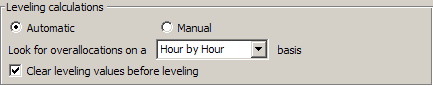 Leveling calculations
Automatic Manual
Look for overallocations on a Hour by Hour basis
Clear leveling values before leveling